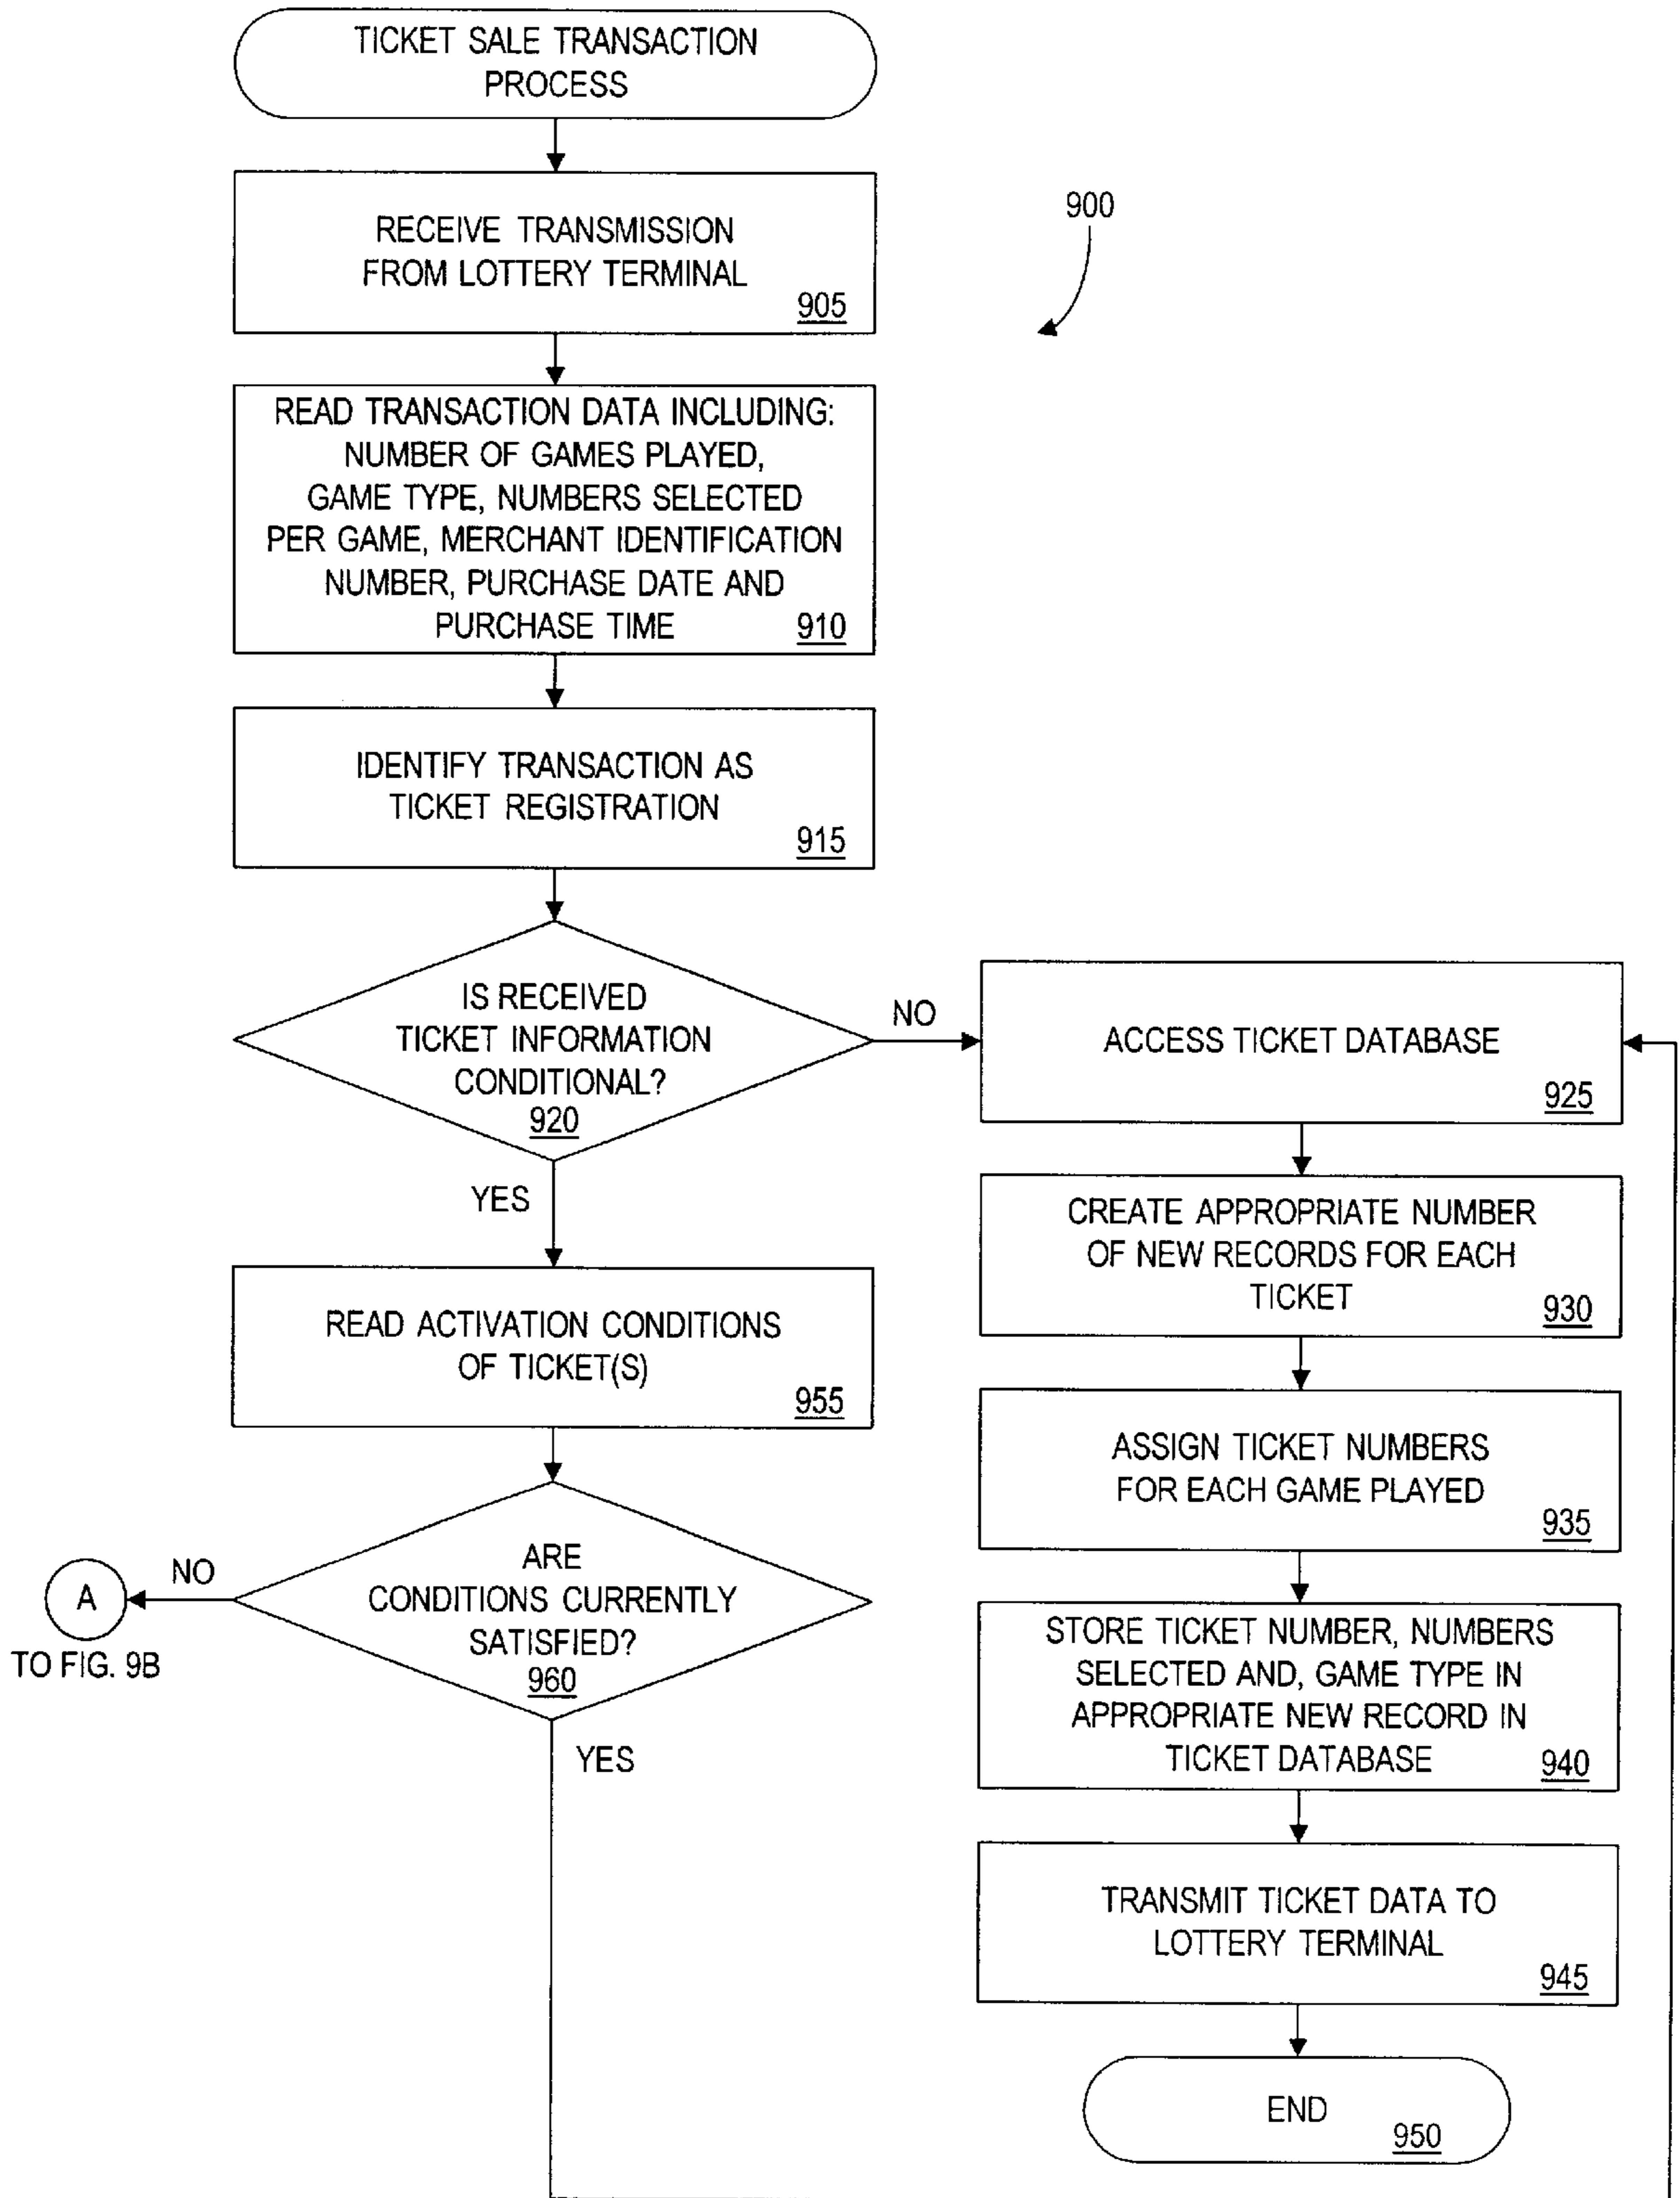 TICKET SALE TRANSACTION
PROCESS
900
RECEIVE TRANSMISSION
FROM LOTTERY TERMINAL
905
READ TRANSACTION DATA INCLUDING:
NUMBER OF GAMES PLAYED,
GAME TYPE, NUMBERS SELECTED
PER GAME, MERCHANT IDENTIFICATION
NUMBER, PURCHASE DATE AND
PURCHASE TIME 910
IDENTIFY TRANSACTION AS
TICKET REGISTRATION
915
IS RECEIVED
TICKET INFORMATION
CONDITIONAL?
920
NO
YES
READ ACTIVATION CONDITIONS
OF TICKET(S)
955
ARE
CONDITIONS CURRENTLY
SATISFIED?
960
NO
A
TO FIG. 9B
YES
ACCESS TICKET DATABASE
925
CREATE APPROPRIATE NUMBER
OF NEW RECORDS FOR EACH
TICKET 930
ASSIGN TICKET NUMBERS
FOR EACH GAME PLAYED
935
STORE TICKET NUMBER, NUMBERS
SELECTED AND, GAME TYPE IN
APPROPRIATE NEW RECORD IN
TICKET DATABASE 940
TRANSMIT TICKET DATA TO
LOTTERY TERMINAL
945
END
950